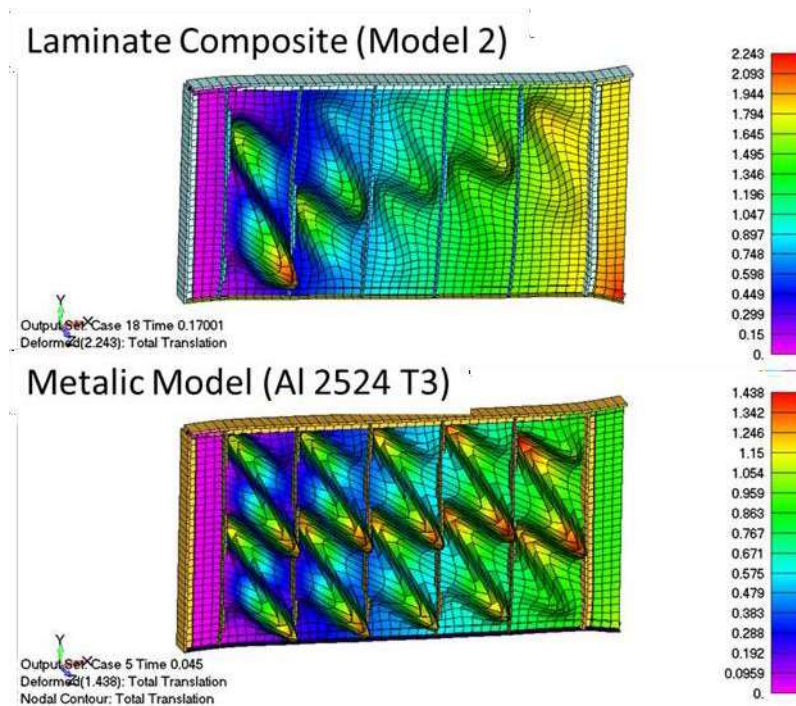 Laminate Composite (Model 2)
2.243
2.093
1.944
1.794
1.645
1.495
1.346
1.196
1.047
0.897
0.748
0.598
0.449
0.299
0.15
0.
Y
X
Z
Output Set: Case 18 Time 0.17001
Deformed(2.243): Total Translation
Metalic Model (Al 2524 T3)
1.438
1.342
1.246
1.15
1.054
0.959
0.863
0.767
0.671
0.575
0.479
0.383
0.288
0.192
0.0959
0.
Y
X
Z
Output Set: Case 5 Time 0.045
Deformed(1.438): Total Translation
Nodal Contour: Total Translation